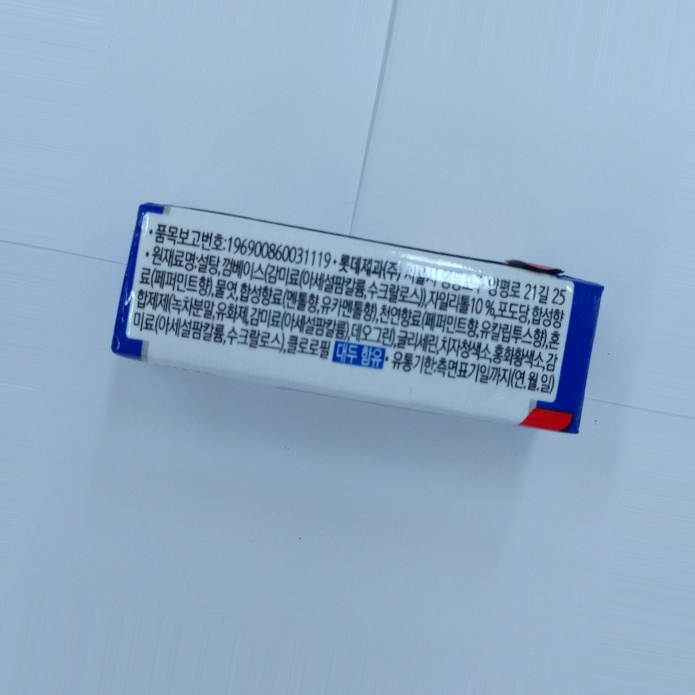 ·품목보고번호:196900860031119·롯데제과(주) 양평로 21길 25
·원재료명:설탕,껌베이스(감미료(아세설팜칼륨,수크랄로스),자일리톨10%,포도당,합성향
료(페퍼민트향),물엿,합성향료(멘톨향,유카멘톨향),천연향료(페퍼민트향,유칼립투스향),혼
합제제(녹차분말,유화제,감미료(아세설팜칼륨),데오그린),글리세린,치자청색소,홍화황색소,감
미료(아세설팜칼륨,수크랄로스),클로로필 대두 함유·유통기한:측면표기일까지(연.월.일)